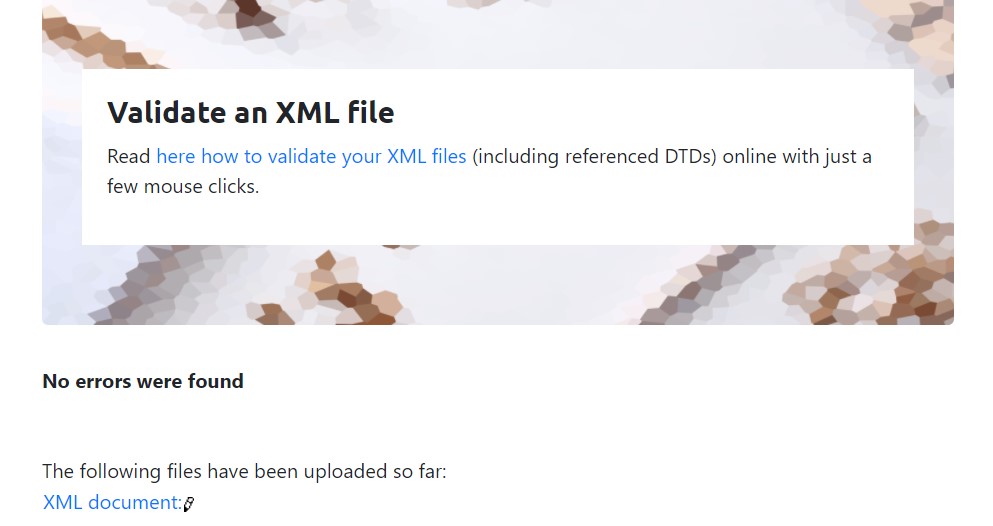 Validate an XML file
Read here how to validate your XML files (including referenced DTDs) online with just a
few mouse clicks.
No errors were found
The following files have been uploaded so far:
XML document: